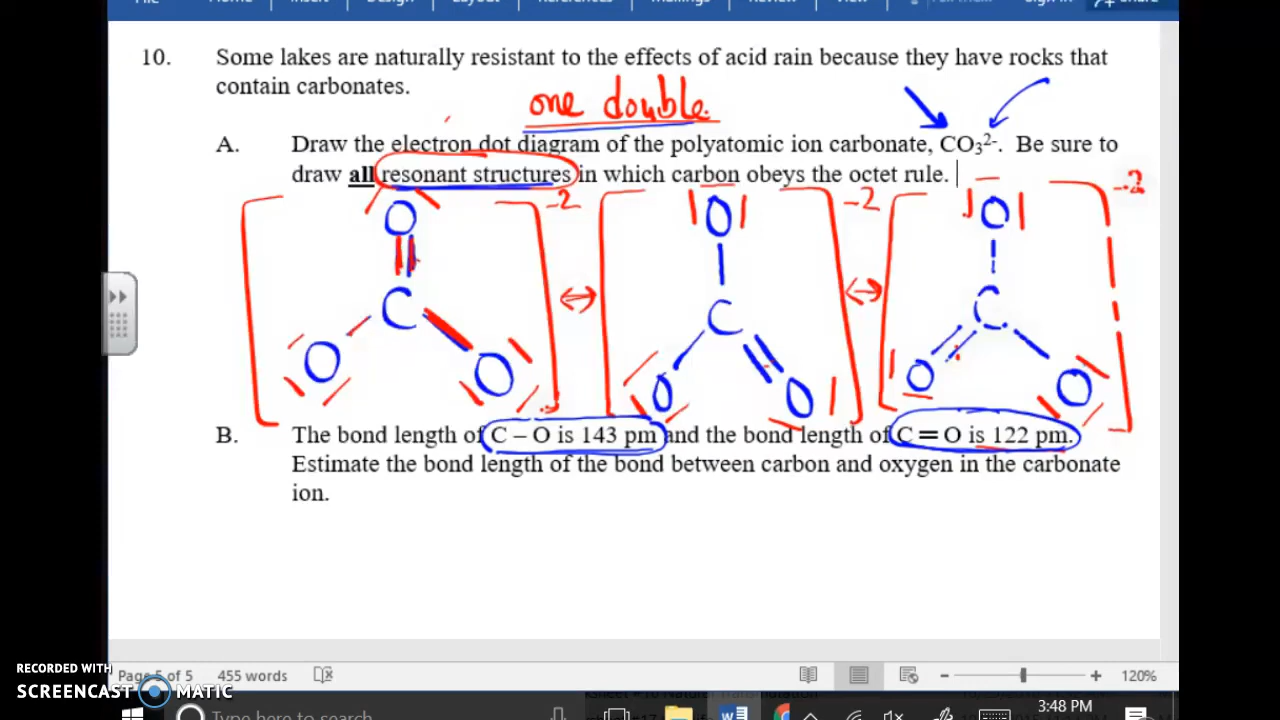 10. Some lakes are naturally resistant to the effects of acid rain because they have rocks that
contain carbonates.
one double
A. Draw the electron dot diagram of the polyatomic ion carbonate, CO₃²⁻. Be sure to
draw all resonant structures in which carbon obeys the octet rule.
-2 -2 -2
O O O
C C C
O O O O O O
B. The bond length of C – O is 143 pm and the bond length of C = O is 122 pm.
Estimate the bond length of the bond between carbon and oxygen in the carbonate
ion.
RECORDED WITH
SCREENCAST MATIC
Page 5 of 5 455 words 120%
3:48 PM
Type here to search